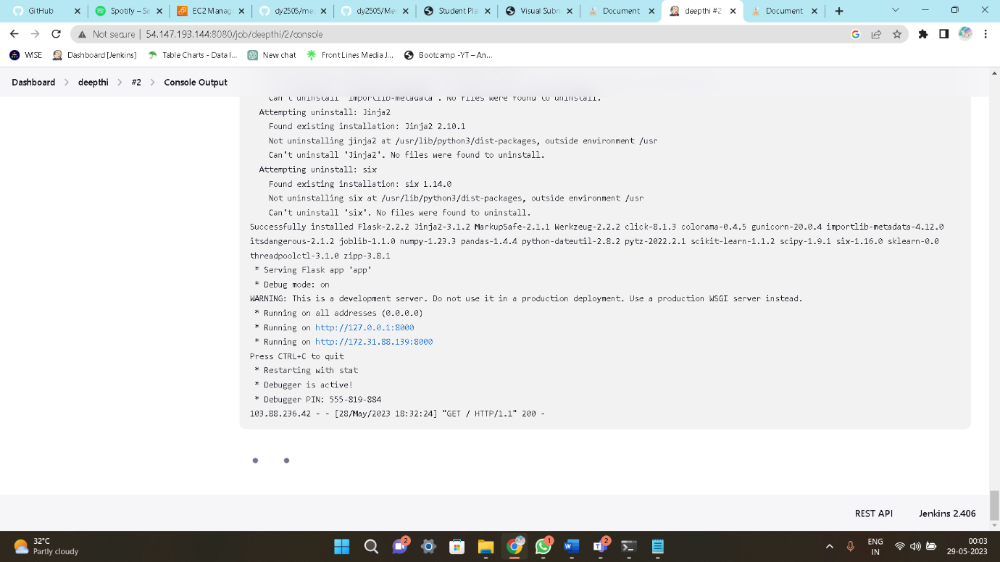 GitHub
Spotify – Se
EC2 Manag
dy2505/me
dy2505/Me
Student Pla
Visual Subn
Document
deepthi #2
Document
Not secure | 54.147.193.144:8080/job/deepthi/2/console
WISE
Dashboard [Jenkins]
Table Charts - Data I...
New chat
Front Lines Media J...
Bootcamp -YT – An...
Dashboard > deepthi > #2 > Console Output
Can't uninstall 'importlib-metadata'. No files were found to uninstall.
Attempting uninstall: Jinja2
Found existing installation: Jinja2 2.10.1
Not uninstalling jinja2 at /usr/lib/python3/dist-packages, outside environment /usr
Can't uninstall 'Jinja2'. No files were found to uninstall.
Attempting uninstall: six
Found existing installation: six 1.14.0
Not uninstalling six at /usr/lib/python3/dist-packages, outside environment /usr
Can't uninstall 'six'. No files were found to uninstall.
Successfully installed Flask-2.2.2 Jinja2-3.1.2 MarkupSafe-2.1.1 Werkzeug-2.2.2 click-8.1.3 colorama-0.4.5 gunicorn-20.0.4 importlib-metadata-4.12.0
itsdangerous-2.1.2 joblib-1.1.0 numpy-1.23.3 pandas-1.4.4 python-dateutil-2.8.2 pytz-2022.2.1 scikit-learn-1.1.2 scipy-1.9.1 six-1.16.0 sklearn-0.0
threadpoolctl-3.1.0 zipp-3.8.1
* Serving Flask app 'app'
* Debug mode: on
WARNING: This is a development server. Do not use it in a production deployment. Use a production WSGI server instead.
* Running on all addresses (0.0.0.0)
* Running on http://127.0.0.1:8000
* Running on http://172.31.88.139:8000
Press CTRL+C to quit
* Restarting with stat
* Debugger is active!
* Debugger PIN: 555-819-884
103.88.236.42 - - [28/May/2023 18:32:24] "GET / HTTP/1.1" 200 -
REST API
Jenkins 2.406
32°C
Partly cloudy
2
1
2
ENG
IN
00:03
29-05-2023